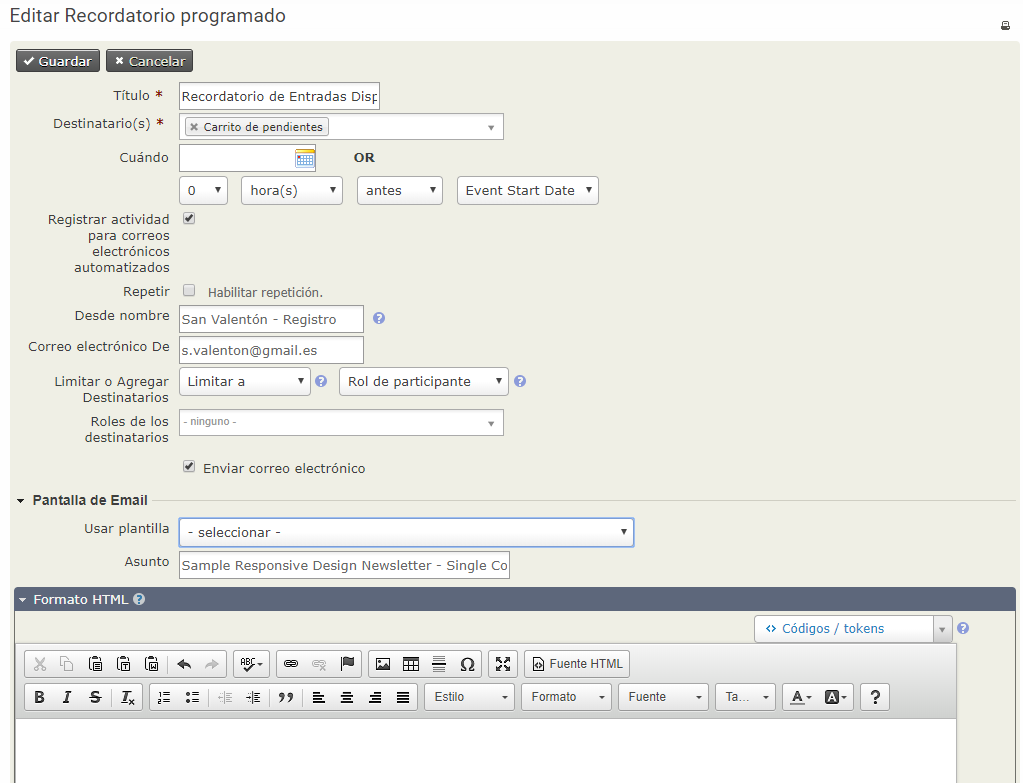 Editar Recordatorio programado
Guardar Cancelar
Título *
Recordatorio de Entradas Disp
Destinatario(s) *
Carrito de pendientes
Cuándo
OR
0 hora(s) antes Event Start Date
Registrar actividad
para correos
electrónicos
automatizados
Repetir Habilitar repetición.
Desde nombre San Valentón - Registro
Correo electrónico De s.valenton@gmail.es
Limitar o Agregar
Destinatarios
Limitar a Rol de participante
Roles de los
destinatarios
- ninguno -
Enviar correo electrónico
Pantalla de Email
Usar plantilla - seleccionar -
Asunto Sample Responsive Design Newsletter - Single Co
Formato HTML
Códigos / tokens
ABC Fuente HTML
B I S Ix Estilo Formato Fuente Ta... A A ?